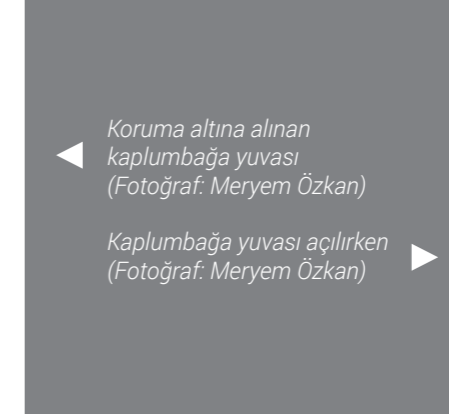 Koruma altına alınan
kaplumbağa yuvası
(Fotoğraf: Meryem Özkan)
Kaplumbağa yuvası açılırken
(Fotoğraf: Meryem Özkan)